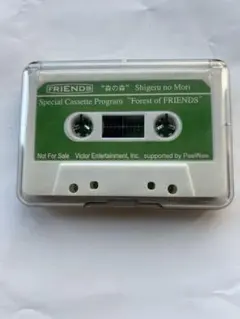 FRIENDS "森の森" Shigeru no Mori
Special Cassette Program "Forest of FRIENDS"
Not For Sale Victor Entertainment, Inc. supported by